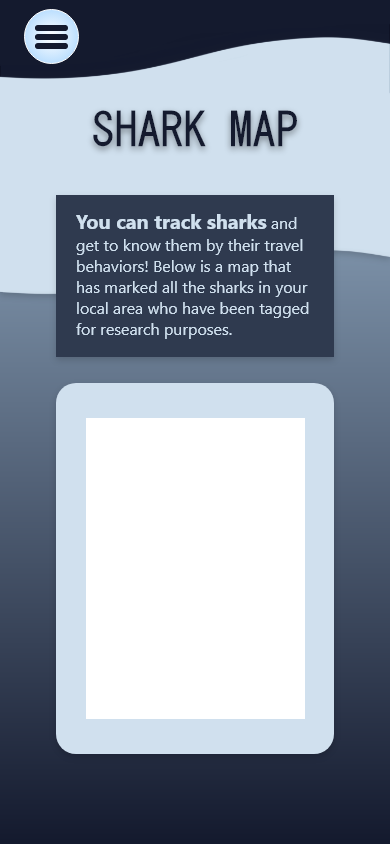 SHARK MAP
You can track sharks and
get to know them by their travel
behaviors! Below is a map that
has marked all the sharks in your
local area who have been tagged
for research purposes.